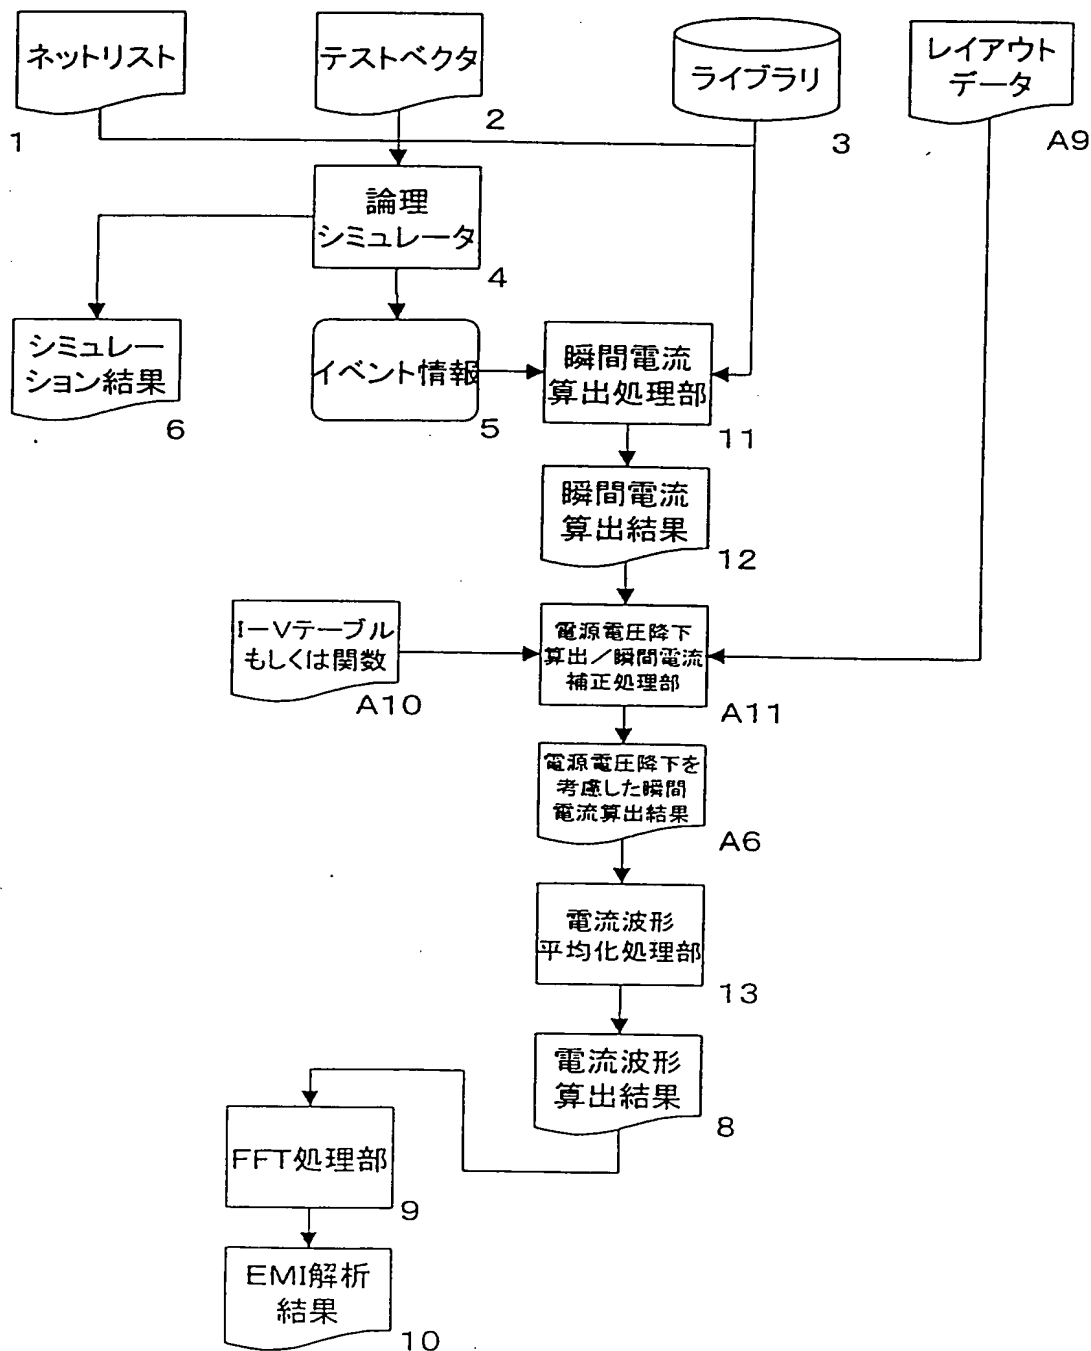 ネットリスト
1
テストベクタ
2
ライブラリ
3
レイアウト
データ
A9
論理
シミュレータ
4
シミュレー
ション結果
6
イベント情報
5
瞬間電流
算出処理部
11
瞬間電流
算出結果
12
I-Vテーブル
もしくは関数
A10
電源電圧降下
算出/瞬間電流
補正処理部
A11
電源電圧降下を
考慮した瞬間
電流算出結果
A6
電流波形
平均化処理部
13
電流波形
算出結果
8
FFT処理部
9
EMI解析
結果
10